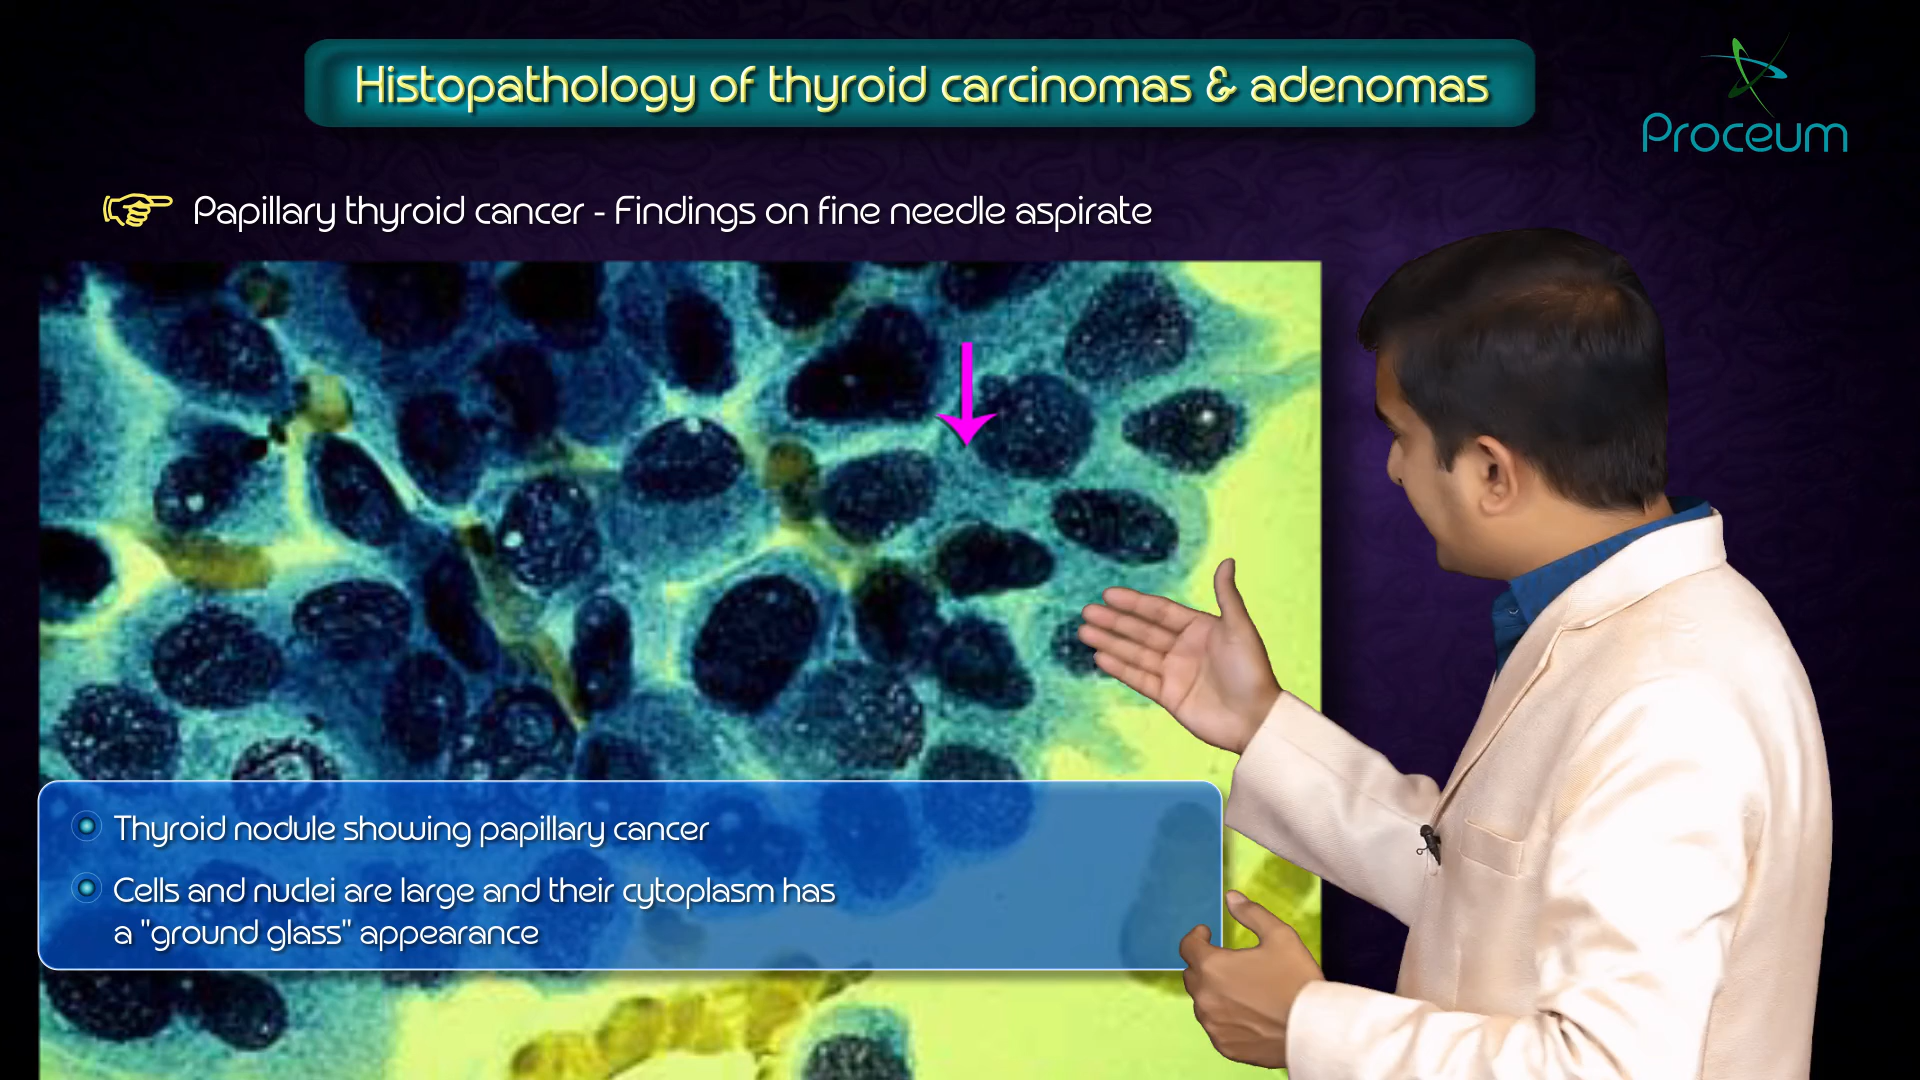 Histopathology of thyroid carcinomas & adenomas
Proceum
Papillary thyroid cancer - Findings on fine needle aspirate
Thyroid nodule showing papillary cancer
Cells and nuclei are large and their cytoplasm has
a "ground glass" appearance